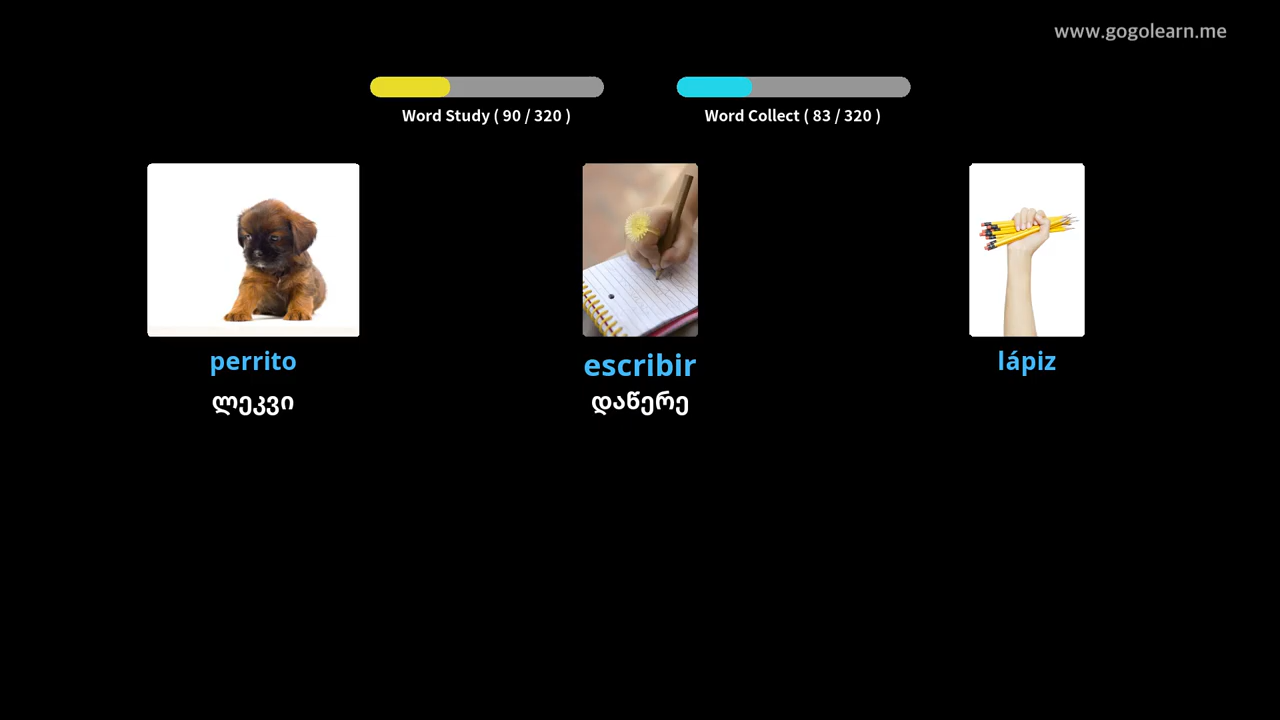 www.gogolearn.me
Word Study ( 90 / 320 )
Word Collect ( 83 / 320 )
perrito
ლეკვი
escribir
დაწერე
lápiz